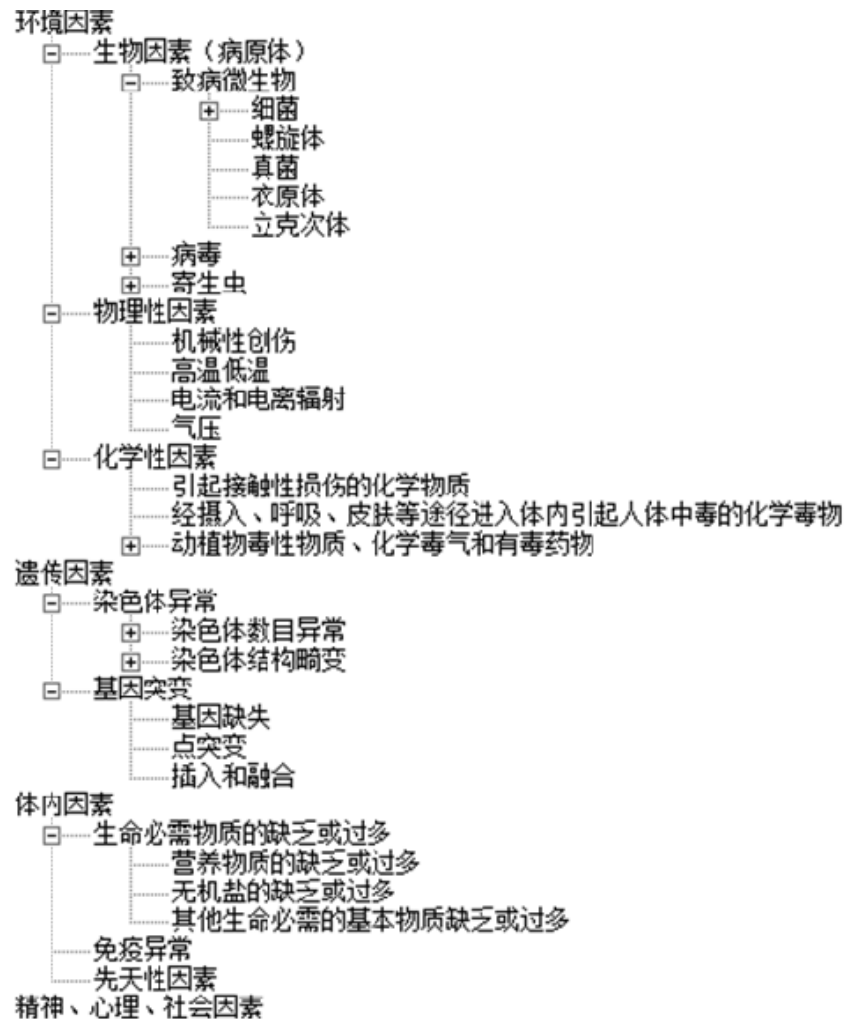 环境因素
生物因素（病原体）
致病微生物
细菌
螺旋体
真菌
衣原体
立克次体
病毒
寄生虫
物理性因素
机械性创伤
高温低温
电流和电离辐射
气压
化学性因素
引起接触性损伤的化学物质
经摄入、呼吸、皮肤等途径进入体内引起人体中毒的化学毒物
动植物毒性物质、化学毒气和有毒药物
遗传因素
染色体异常
染色体数目异常
染色体结构畸变
基因突变
基因缺失
点突变
插入和融合
体内因素
生命必需物质的缺乏或过多
营养物质的缺乏或过多
无机盐的缺乏或过多
其他生命必需的基本物质缺乏或过多
免疫异常
先天性因素
精神、心理、社会因素